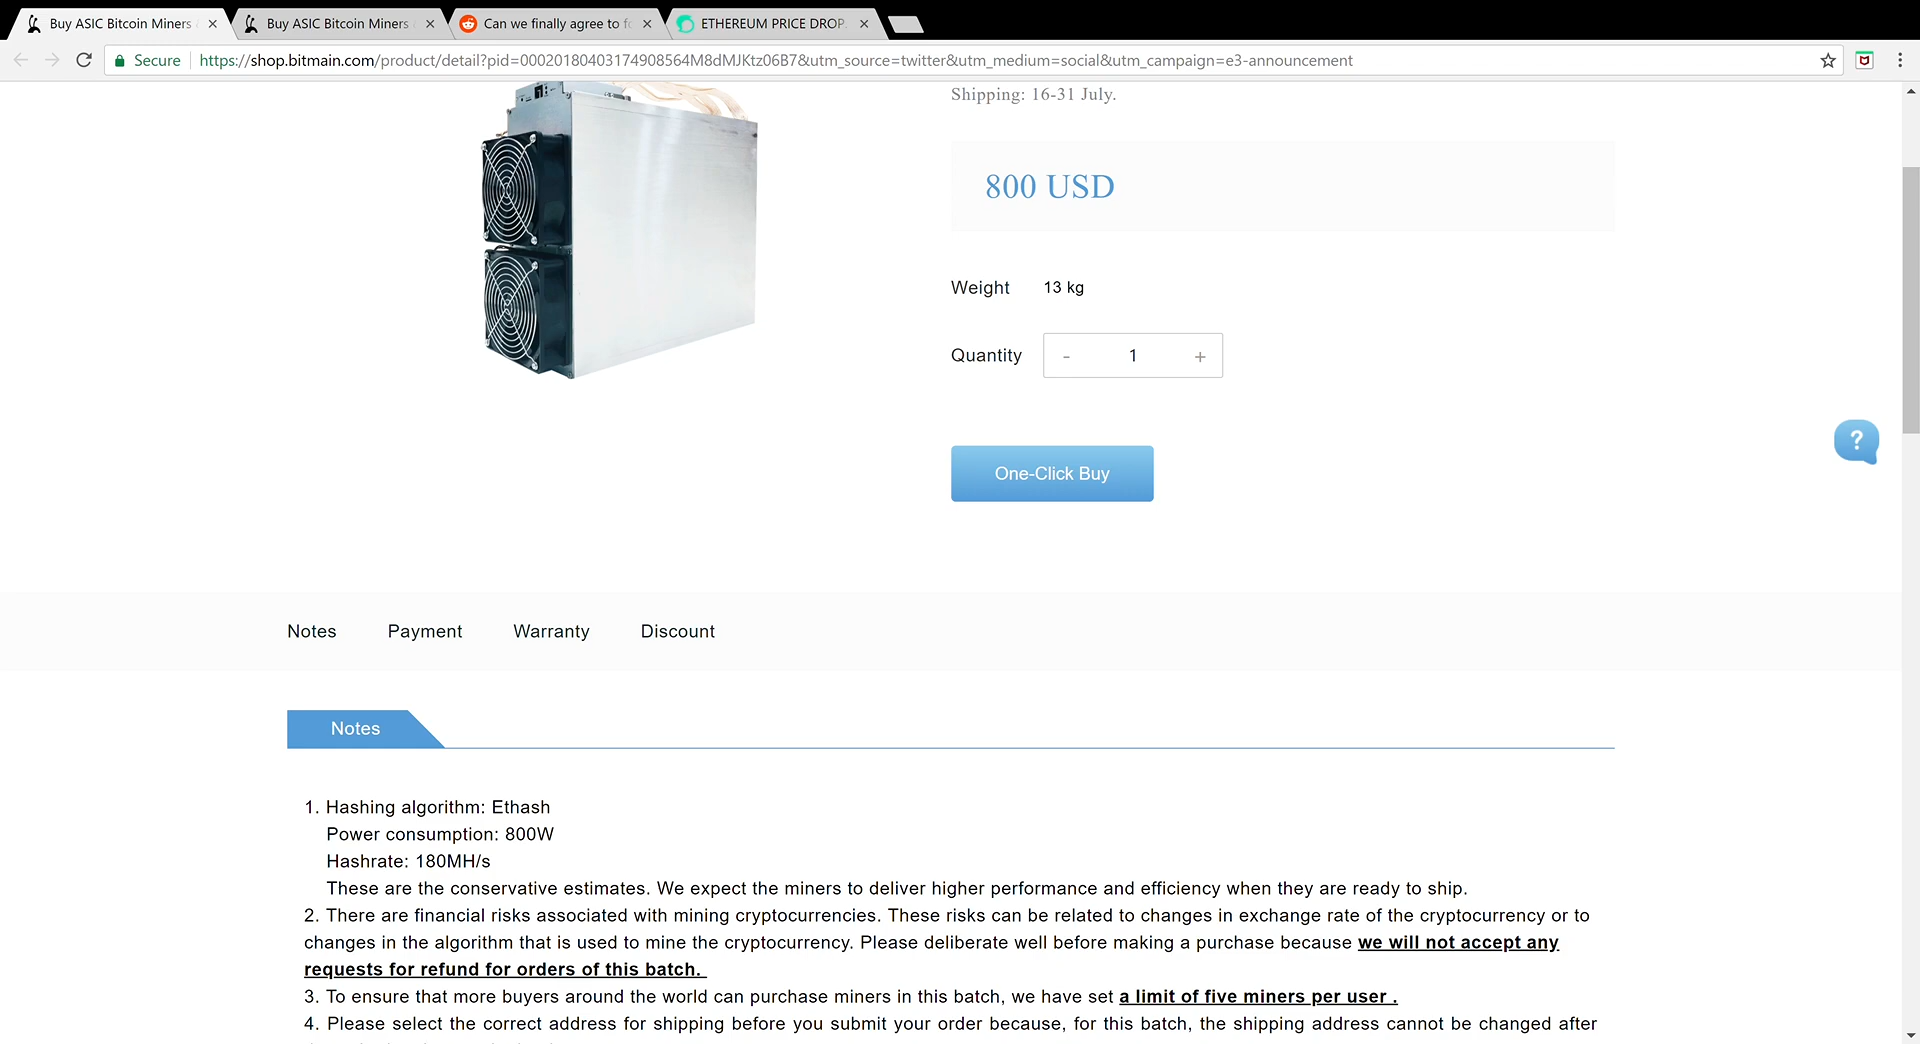 Buy ASIC Bitcoin Miners
Buy ASIC Bitcoin Miners
Can we finally agree to fo
ETHEREUM PRICE DROP
Secure
https://shop.bitmain.com/product/detail?pid=00020180403174908564M8dMJKtz06B7&utm_source=twitter&utm_medium=social&utm_campaign=e3-announcement
Shipping: 16-31 July.
800 USD
Weight 13 kg
Quantity - 1 +
One-Click Buy
?
Notes Payment Warranty Discount
Notes
1. Hashing algorithm: Ethash
Power consumption: 800W
Hashrate: 180MH/s
These are the conservative estimates. We expect the miners to deliver higher performance and efficiency when they are ready to ship.
2. There are financial risks associated with mining cryptocurrencies. These risks can be related to changes in exchange rate of the cryptocurrency or to
changes in the algorithm that is used to mine the cryptocurrency. Please deliberate well before making a purchase because we will not accept any
requests for refund for orders of this batch.
3. To ensure that more buyers around the world can purchase miners in this batch, we have set a limit of five miners per user .
4. Please select the correct address for shipping before you submit your order because, for this batch, the shipping address cannot be changed after